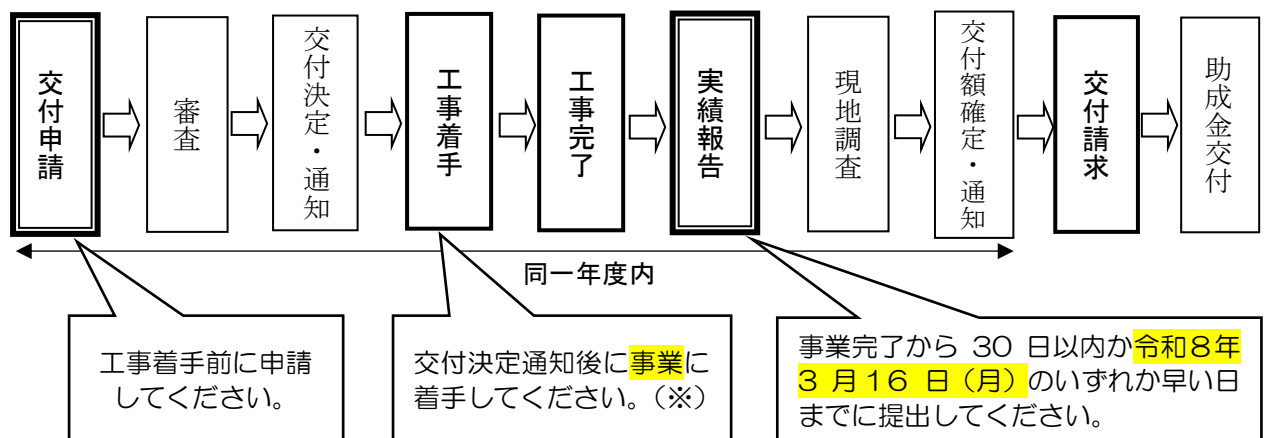 交付申請
審査
交付決定・通知
工事着手
工事完了
実績報告
現地調査
交付額確定・通知
交付請求
助成金交付
同一年度内
工事着手前に申請
してください。
交付決定通知後に事業に
着手してください。（※）
事業完了から 30 日以内か令和８年
３ 月 16 日（月）のいずれか早い日
までに提出してください。